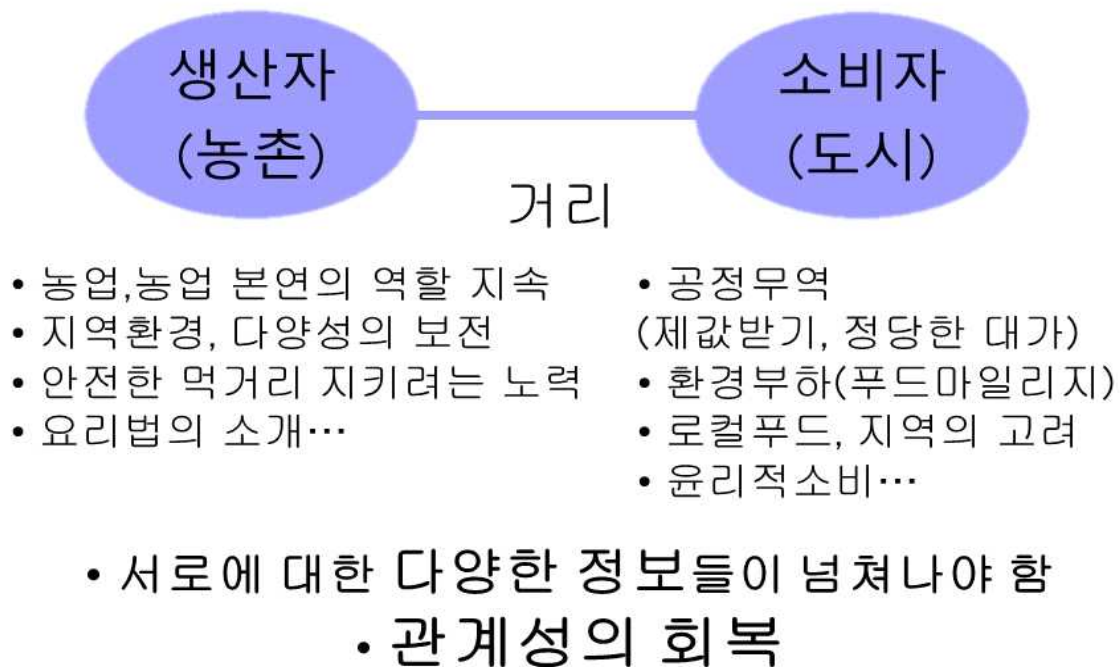 생산자
(농촌)
소비자
(도시)
거리
• 농업,농업 본연의 역할 지속
• 지역환경, 다양성의 보전
• 안전한 먹거리 지키려는 노력
• 요리법의 소개…
• 공정무역
(제값받기, 정당한 대가)
• 환경부하(푸드마일리지)
• 로컬푸드, 지역의 고려
• 윤리적소비…
• 서로에 대한 다양한 정보들이 넘쳐나야 함
• 관계성의 회복